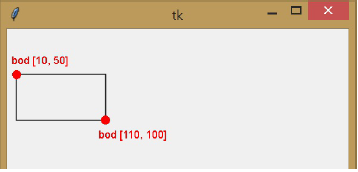 tk
bod [10, 50]
bod [110, 100]